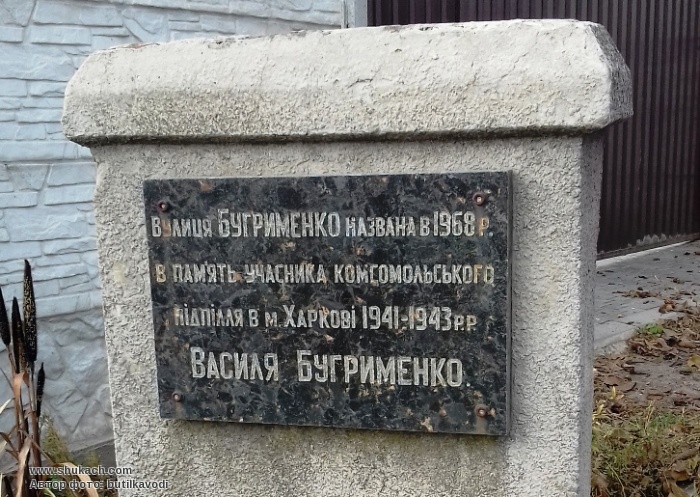 Вулиця Бугрименко названа в 1968 р.
в память учасника комсомольського
підпілля в м. Харкові 1941-1943 р.р.
Василя Бугрименко.
www.shukach.com
Автор фото: butilkavodi